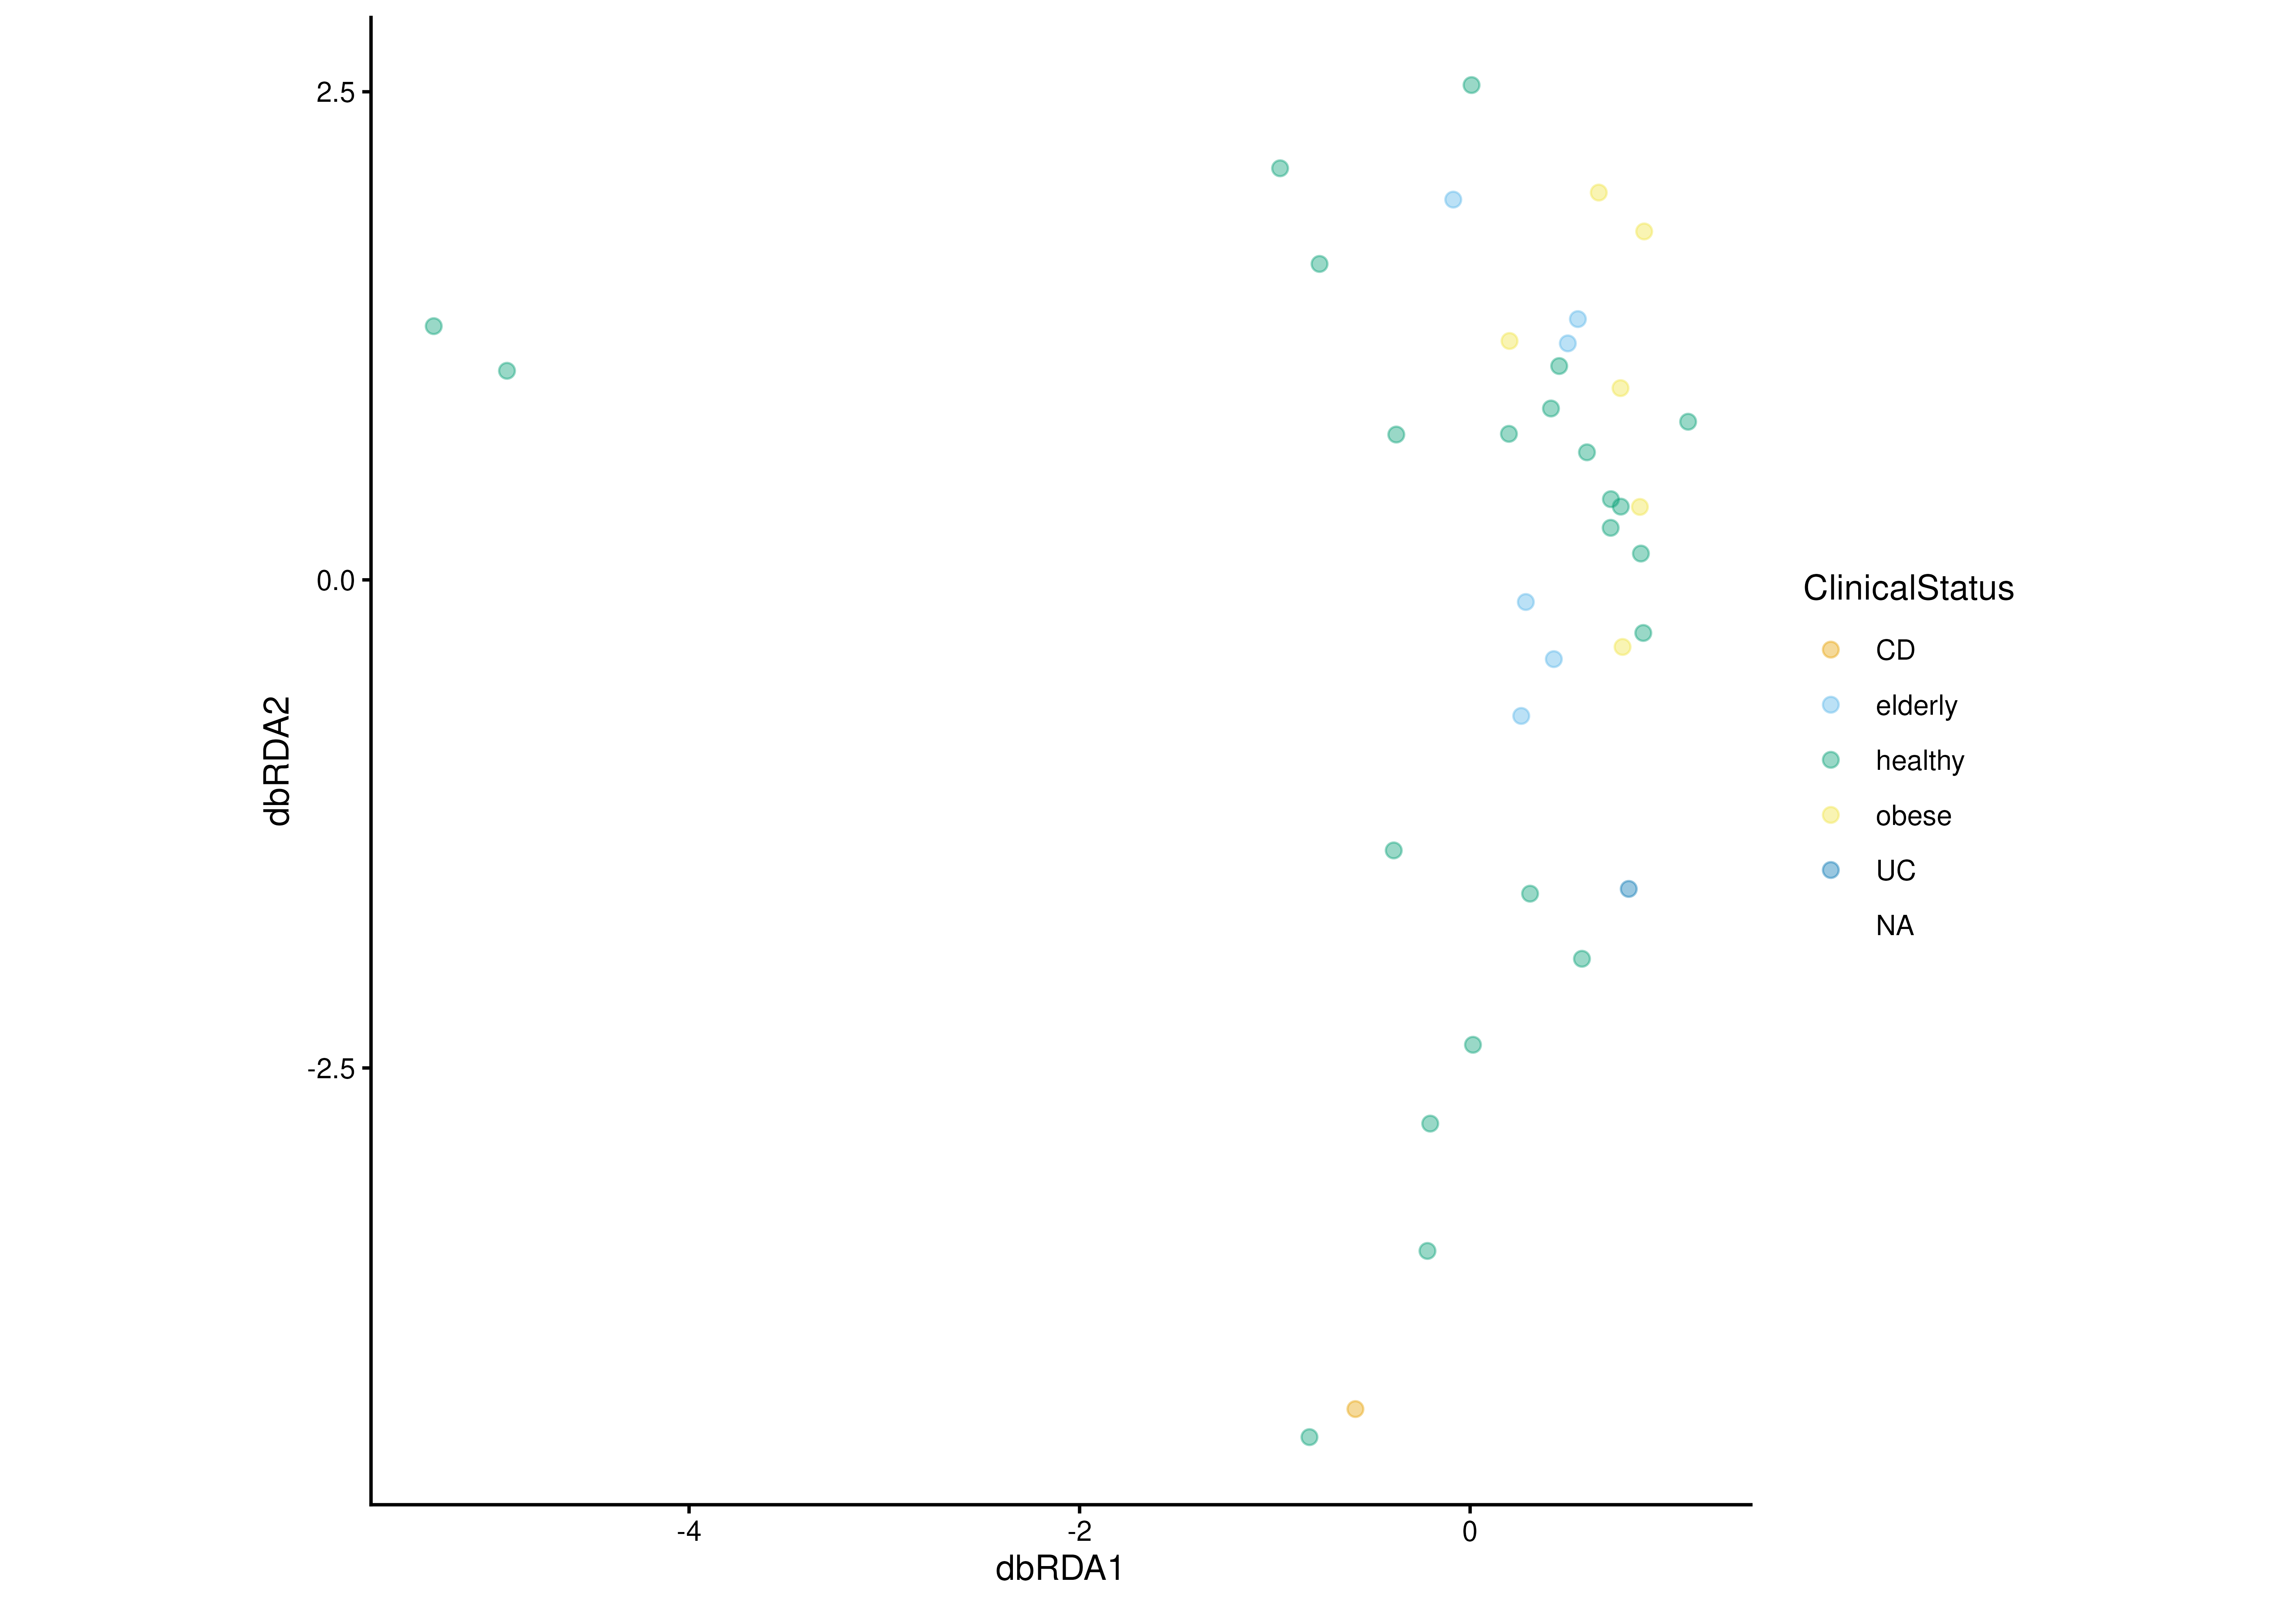 2.5
0.0
-2.5
dbRDA2
-4
-2
0
dbRDA1
ClinicalStatus
CD
elderly
healthy
obese
UC
NA